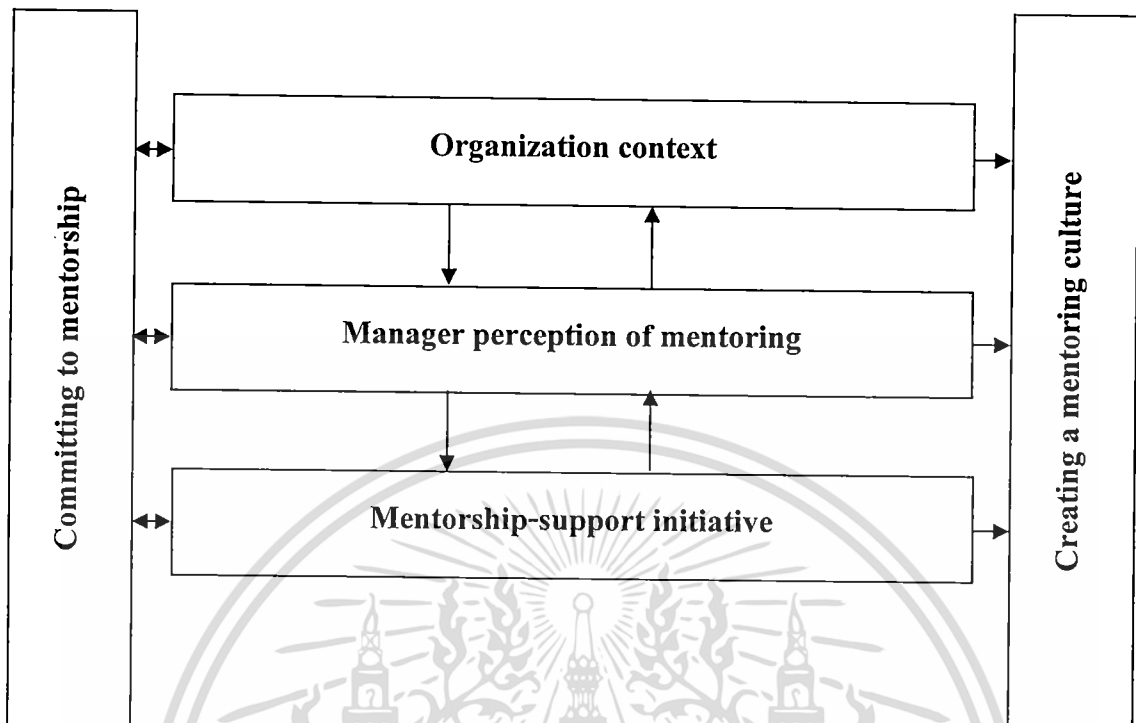 Committing to mentorship
Organization context
Manager perception of mentoring
Mentorship-support initiative
Creating a mentoring culture